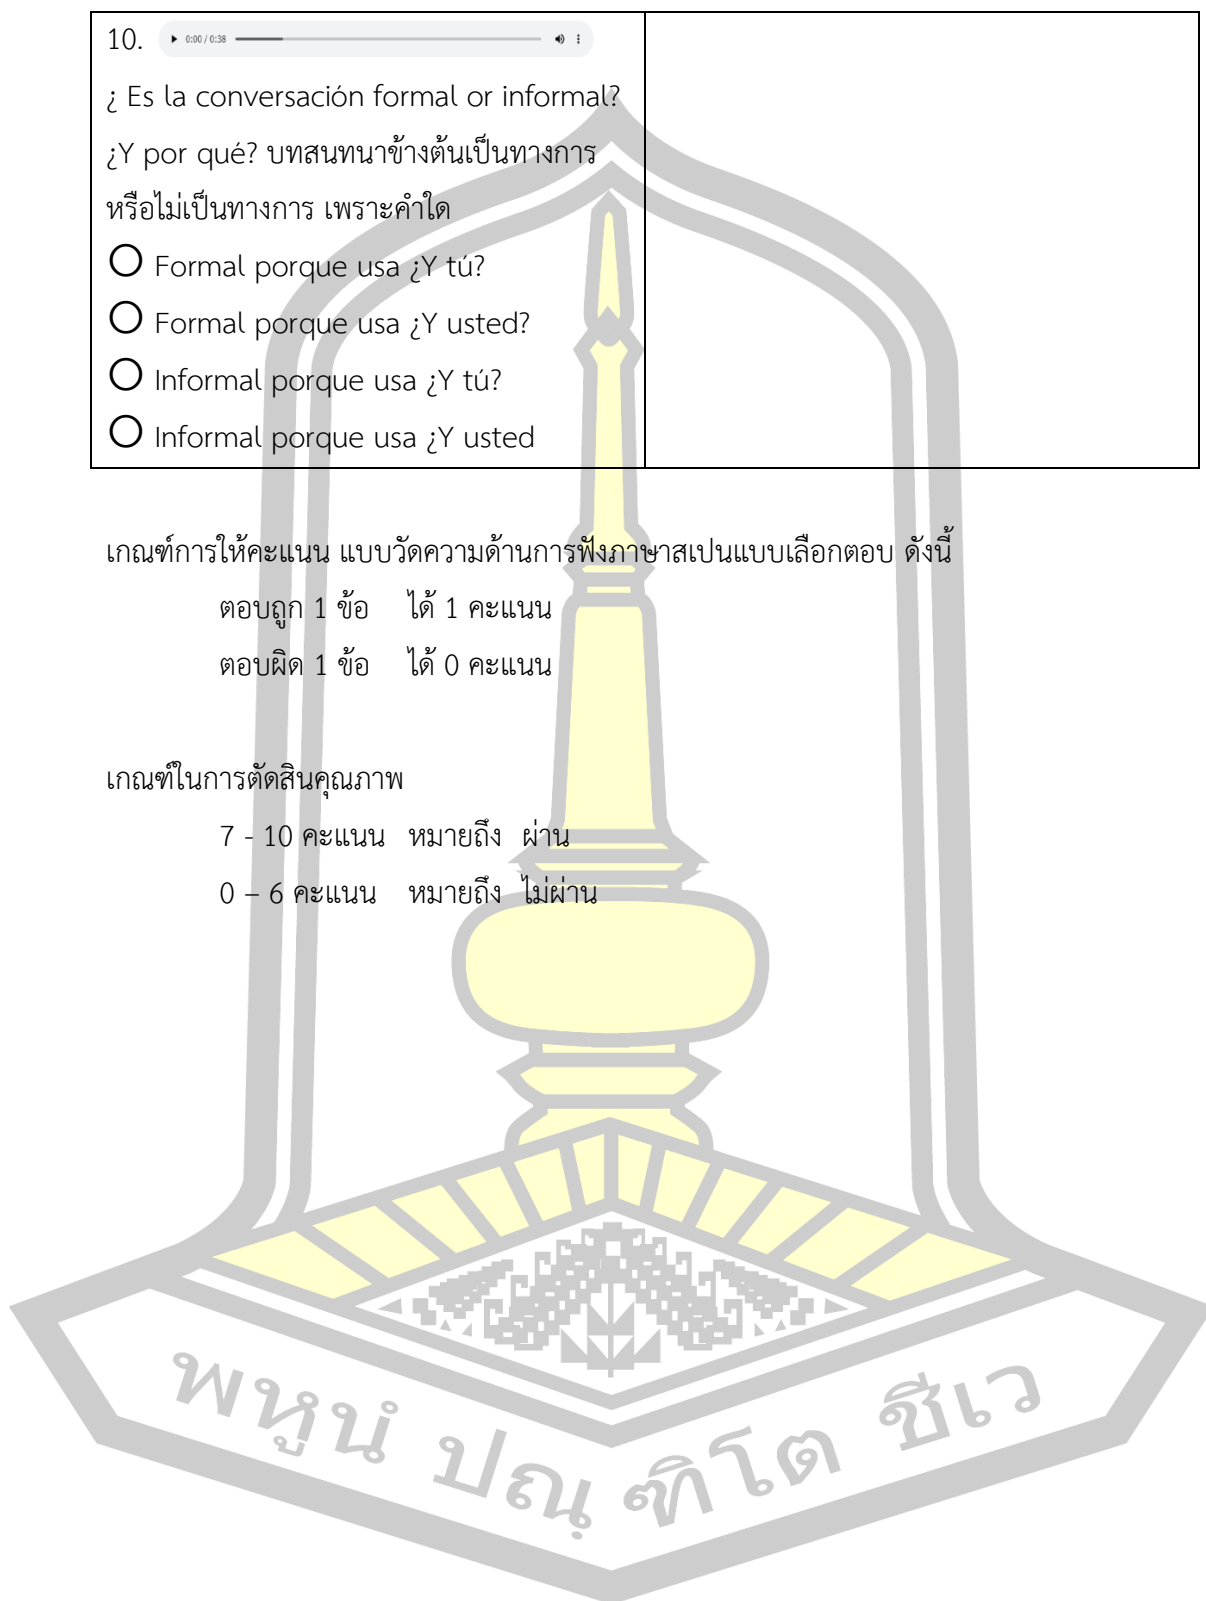 10. 0:00 / 0:38
¿ Es la conversación formal or informal?
¿Y por qué? บทสนทนาข้างต้นเป็นทางการ
หรือไม่เป็นทางการ เพราะคำใด
Formal porque usa ¿Y tú?
Formal porque usa ¿Y usted?
Informal porque usa ¿Y tú?
Informal porque usa ¿Y usted
เกณฑ์การให้คะแนน แบบวัดความด้านการฟังภาษาสเปนแบบเลือกตอบ ดังนี้
ตอบถูก 1 ข้อ ได้ 1 คะแนน
ตอบผิด 1 ข้อ ได้ 0 คะแนน
เกณฑ์ในการตัดสินคุณภาพ
7 - 10 คะแนน หมายถึง ผ่าน
0 – 6 คะแนน หมายถึง ไม่ผ่าน
พหูนํ ปณฺฑิโต ชีเว